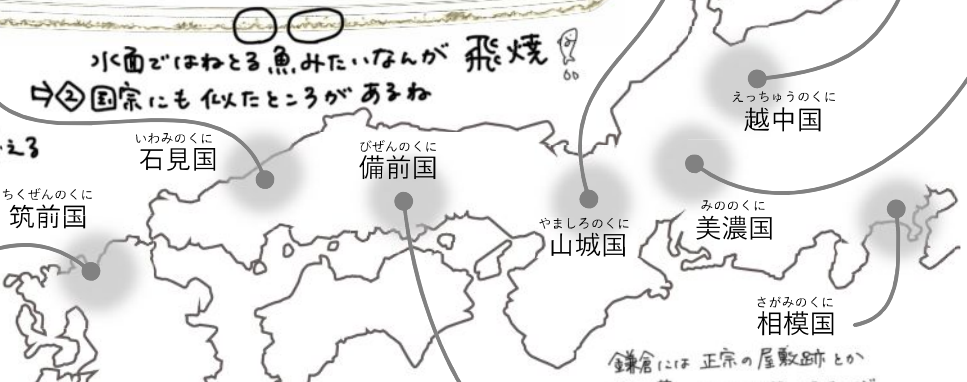 水面ではねとる魚みたいなんが 飛焼
⇨② 国宗にも似たところがあるね
える
えっちゅうのくに
越中国
いわみのくに
石見国
びぜんのくに
備前国
ちくぜんのくに
筑前国
やましろのくに
山城国
みののくに
美濃国
さがみのくに
相模国
鎌倉には 正宗の屋敷跡とか